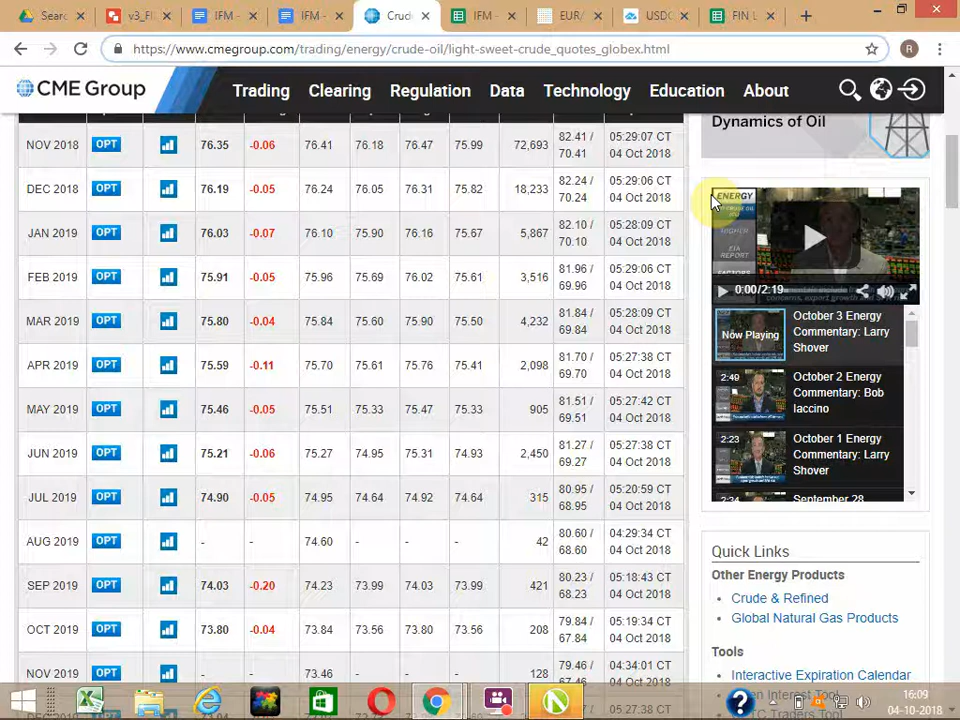 Searc
v3_FI
IFM -
IFM -
Crud
IFM -
EUR/
USDC
FIN L
https://www.cmegroup.com/trading/energy/crude-oil/light-sweet-crude_quotes_globex.html
R
CME Group
Trading Clearing Regulation Data Technology Education About
NOV 2018 OPT 76.35 -0.06 76.41 76.18 76.47 75.99 72,693 82.41 / 70.41 05:29:07 CT 04 Oct 2018
DEC 2018 OPT 76.19 -0.05 76.24 76.05 76.31 75.82 18,233 82.24 / 70.24 05:29:06 CT 04 Oct 2018
JAN 2019 OPT 76.03 -0.07 76.10 75.90 76.16 75.67 5,867 82.10 / 70.10 05:28:09 CT 04 Oct 2018
FEB 2019 OPT 75.91 -0.05 75.96 75.69 76.02 75.61 3,516 81.96 / 69.96 05:29:06 CT 04 Oct 2018
MAR 2019 OPT 75.80 -0.04 75.84 75.60 75.90 75.50 4,232 81.84 / 69.84 05:28:09 CT 04 Oct 2018
APR 2019 OPT 75.59 -0.11 75.70 75.61 75.76 75.41 2,098 81.70 / 69.70 05:27:38 CT 04 Oct 2018
MAY 2019 OPT 75.46 -0.05 75.51 75.33 75.47 75.33 905 81.51 / 69.51 05:27:42 CT 04 Oct 2018
JUN 2019 OPT 75.21 -0.06 75.27 74.95 75.31 74.93 2,450 81.27 / 69.27 05:27:38 CT 04 Oct 2018
JUL 2019 OPT 74.90 -0.05 74.95 74.64 74.92 74.64 315 80.95 / 68.95 05:20:59 CT 04 Oct 2018
AUG 2019 OPT - - 74.60 - - - 42 80.60 / 68.60 04:29:34 CT 04 Oct 2018
SEP 2019 OPT 74.03 -0.20 74.23 73.99 74.03 73.99 421 80.23 / 68.23 05:18:43 CT 04 Oct 2018
OCT 2019 OPT 73.80 -0.04 73.84 73.56 73.80 73.56 208 79.84 / 67.84 05:19:34 CT 04 Oct 2018
NOV 2019 OPT - - 73.46 - - - 128 79.46 / 67.46 04:34:01 CT 04 Oct 2018
Dynamics of Oil
ENERGY
EIA
REPORT
FACTORS
0:00/2:19
Now Playing
October 3 Energy
Commentary: Larry
Shover
2:49
October 2 Energy
Commentary: Bob
Iaccino
2:23
October 1 Energy
Commentary: Larry
Shover
September 28
Quick Links
Other Energy Products
• Crude & Refined
• Global Natural Gas Products
Tools
• Interactive Expiration Calendar
Open Interest Tool
16:09
04-10-2018